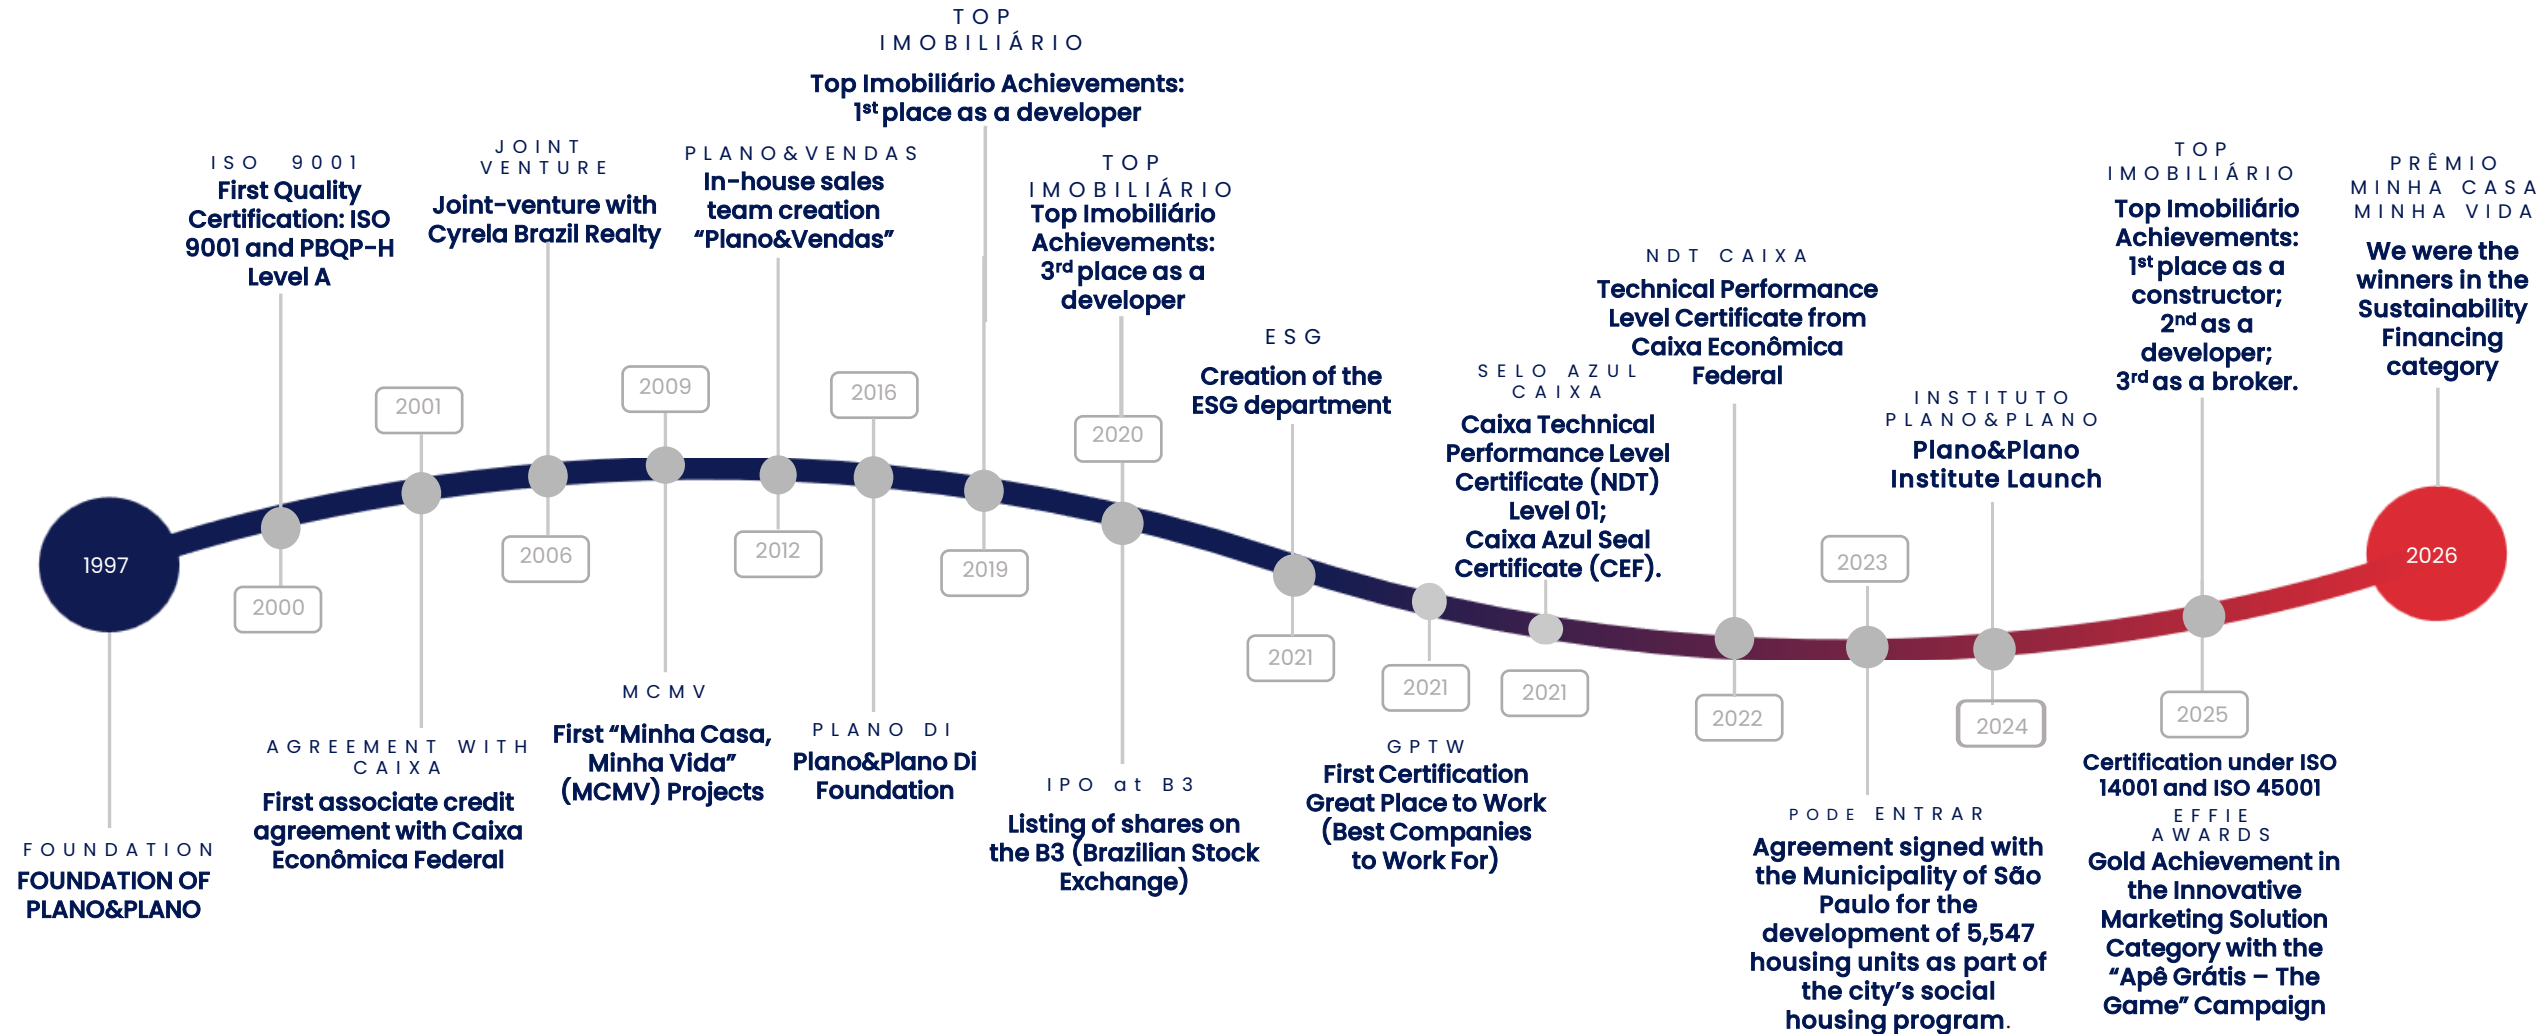 FOUNDATION
FOUNDATION OF
PLANO&PLANO
1997
ISO 9001
First Quality
Certification: ISO
9001 and PBQP-H
Level A
2000
2001
AGREEMENT WITH
CAIXA
First associate credit
agreement with Caixa
Econômica Federal
JOINT
VENTURE
Joint-venture with
Cyrela Brazil Realty
2006
2009
MCMV
First “Minha Casa,
Minha Vida”
(MCMV) Projects
PLANO&VENDAS
In-house sales
team creation
“Plano&Vendas”
2012
2016
PLANO DI
Plano&Plano Di
Foundation
TOP
IMOBILIÁRIO
Top Imobiliário Achievements:
1st place as a developer
2019
TOP
IMOBILIÁRIO
Top Imobiliário
Achievements:
3rd place as a
developer
2020
IPO at B3
Listing of shares on
the B3 (Brazilian Stock
Exchange)
ESG
Creation of the
ESG department
2021
2021
GPTW
First Certification
Great Place to Work
(Best Companies
to Work For)
SELO AZUL
CAIXA
Caixa Technical
Performance Level
Certificate (NDT)
Level 01;
Caixa Azul Seal
Certificate (CEF).
2021
NDT CAIXA
Technical Performance
Level Certificate from
Caixa Econômica
Federal
2022
2023
PODE ENTRAR
Agreement signed with
the Municipality of São
Paulo for the
development of 5,547
housing units as part of
the city’s social
housing program.
INSTITUTO
PLANO&PLANO
Plano&Plano
Institute Launch
2024
TOP
IMOBILIÁRIO
Top Imobiliário
Achievements:
1st place as a
constructor;
2nd as a
developer;
3rd as a broker.
2025
Certification under ISO
14001 and ISO 45001
EFFIE
AWARDS
Gold Achievement in
the Innovative
Marketing Solution
Category with the
“Apê Grátis – The
Game” Campaign
PRÊMIO
MINHA CASA
MINHA VIDA
We were the
winners in the
Sustainability
Financing
category
2026